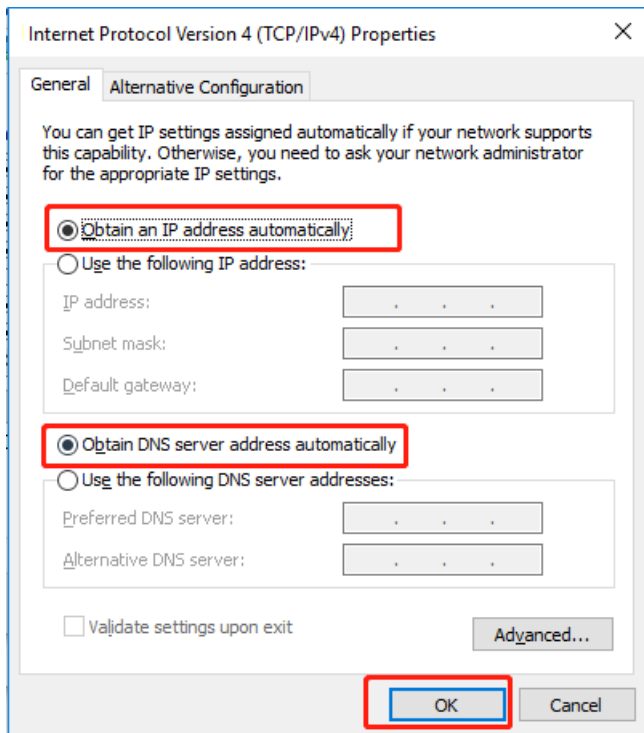 Internet Protocol Version 4 (TCP/IPv4) Properties
General
Alternative Configuration
You can get IP settings assigned automatically if your network supports
this capability. Otherwise, you need to ask your network administrator
for the appropriate IP settings.
Obtain an IP address automatically
Use the following IP address:
IP address:
Subnet mask:
Default gateway:
Obtain DNS server address automatically
Use the following DNS server addresses:
Preferred DNS server:
Alternative DNS server:
Validate settings upon exit
Advanced...
OK
Cancel